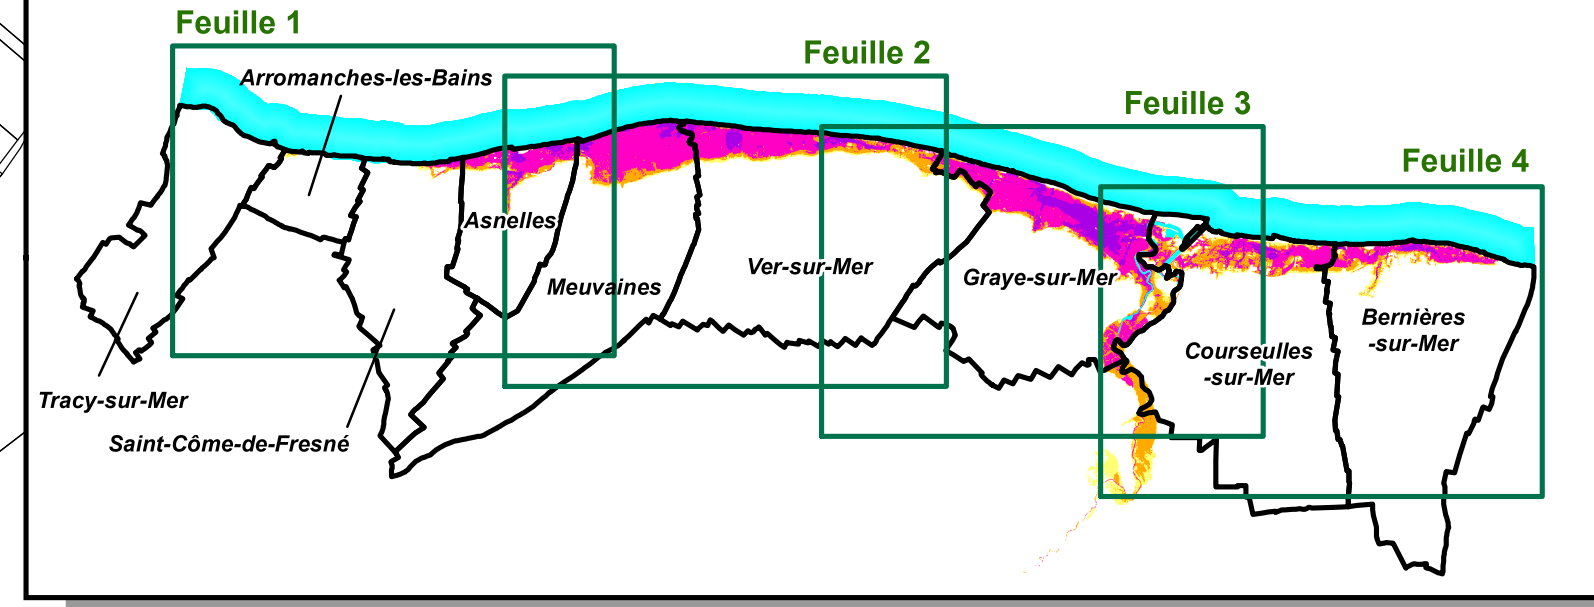 Feuille 1
Feuille 2
Feuille 3
Feuille 4
Arromanches-les-Bains
Asnelles
Meuvaines
Ver-sur-Mer
Graye-sur-Mer
Courseulles
-sur-Mer
Bernières
-sur-Mer
Tracy-sur-Mer
Saint-Côme-de-Fresné